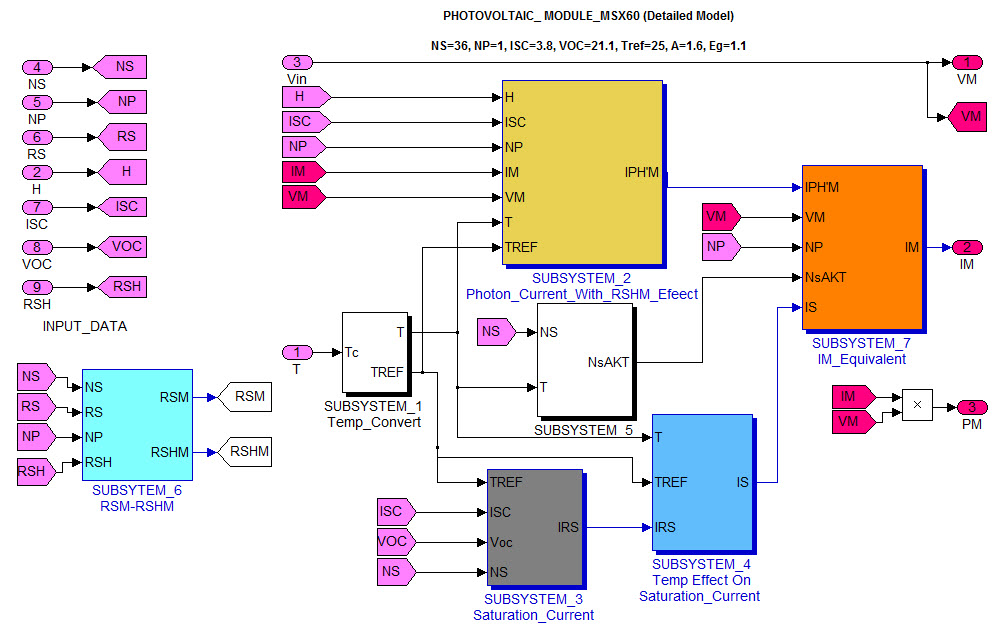 PHOTOVOLTAIC_ MODULE_MSX60 (Detailed Model)
NS=36, NP=1, ISC=3.8, VOC=21.1, Tref=25, A=1.6, Eg=1.1
4
NS
NS
5
NP
NP
6
RS
RS
2
H
H
7
ISC
ISC
8
VOC
VOC
9
RSH
RSH
INPUT_DATA
3
Vin
1
VM
VM
H
ISC
NP
IM
VM
H
ISC
NP
IM
VM
T
TREF
IPH'M
SUBSYSTEM_2
Photon_Current_With_RSHM_Efeect
VM
NP
IPH'M
VM
NP
NsAKT
IS
IM
2
IM
SUBSYSTEM_7
IM_Equivalent
1
T
Tc
T
TREF
SUBSYSTEM_1
Temp_Convert
NS
NS
T
NsAKT
SUBSYSTEM_5
IM
VM
×
3
PM
NS
RS
NP
RSH
NS
RS
NP
RSH
RSM
RSHM
RSM
RSHM
SUBSYTEM_6
RSM-RSHM
ISC
VOC
NS
TREF
ISC
Voc
NS
IRS
SUBSYSTEM_3
Saturation_Current
T
TREF
IRS
IS
SUBSYSTEM_4
Temp Effect On
Saturation_Current